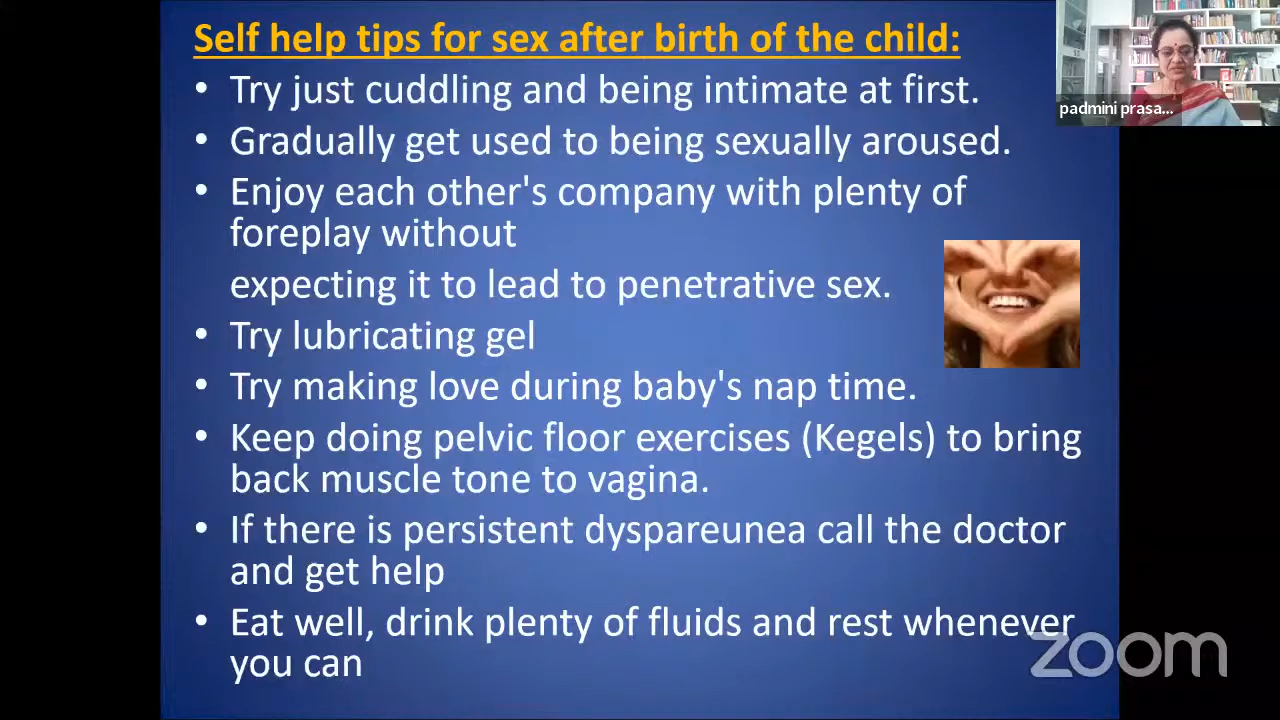 Self help tips for sex after birth of the child:
• Try just cuddling and being intimate at first.
• Gradually get used to being sexually aroused.
• Enjoy each other's company with plenty of
foreplay without
expecting it to lead to penetrative sex.
• Try lubricating gel
• Try making love during baby's nap time.
• Keep doing pelvic floor exercises (Kegels) to bring
back muscle tone to vagina.
• If there is persistent dyspareunea call the doctor
and get help
• Eat well, drink plenty of fluids and rest whenever
you can
padmini prasa...
zoom